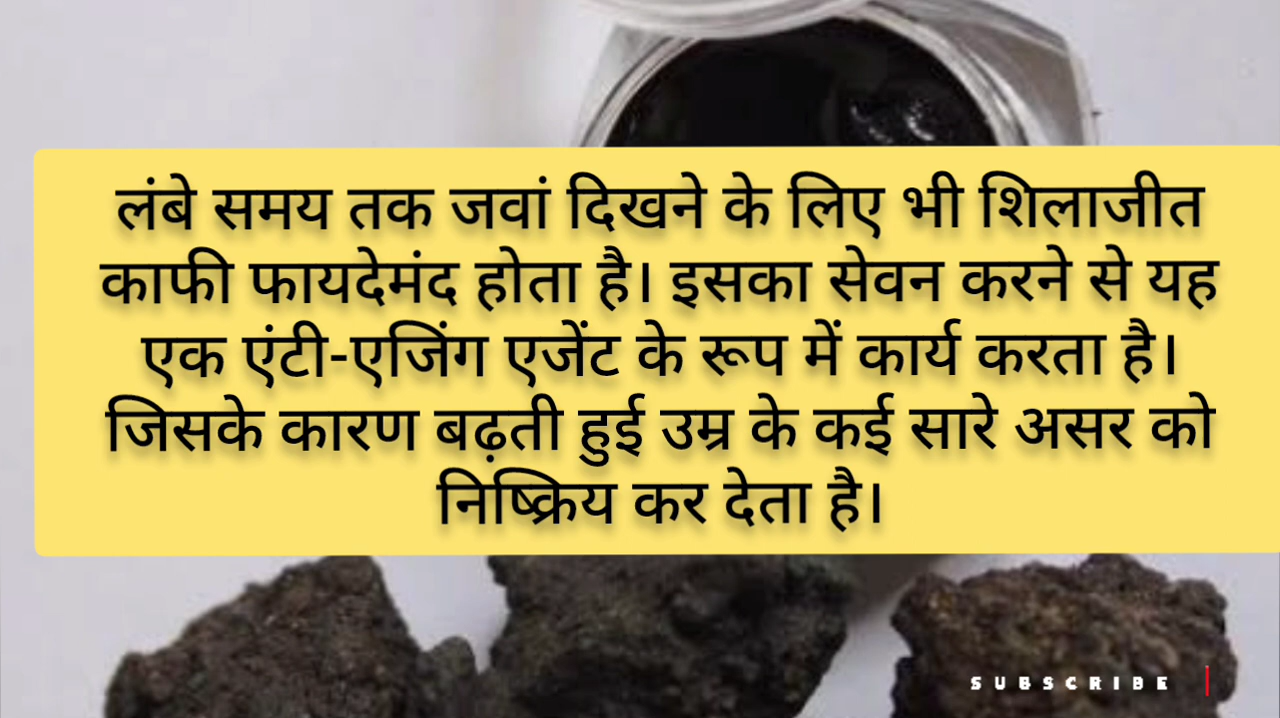 लंबे समय तक जवां दिखने के लिए भी शिलाजीत
काफी फायदेमंद होता है। इसका सेवन करने से यह
एक एंटी-एजिंग एजेंट के रूप में कार्य करता है।
जिसके कारण बढ़ती हुई उम्र के कई सारे असर को
निष्क्रिय कर देता है।
SUBSCRIBE